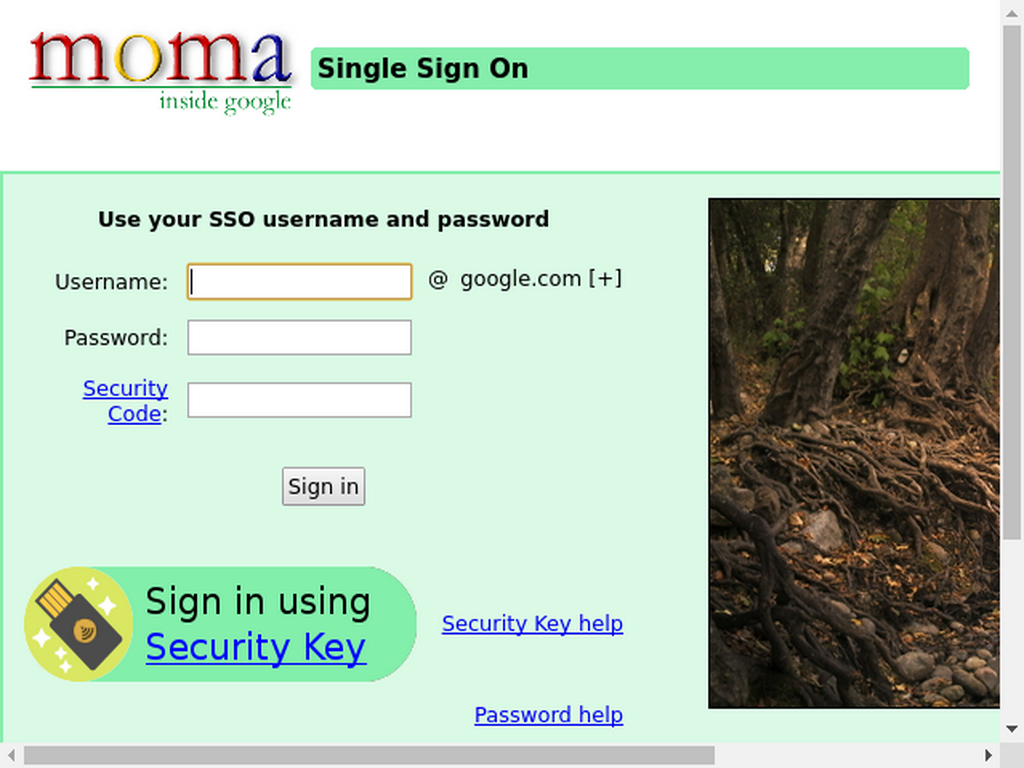 moma
inside google
Single Sign On
Use your SSO username and password
Username:
@ google.com [+]
Password:
Security
Code:
Sign in
Sign in using
Security Key
Security Key help
Password help